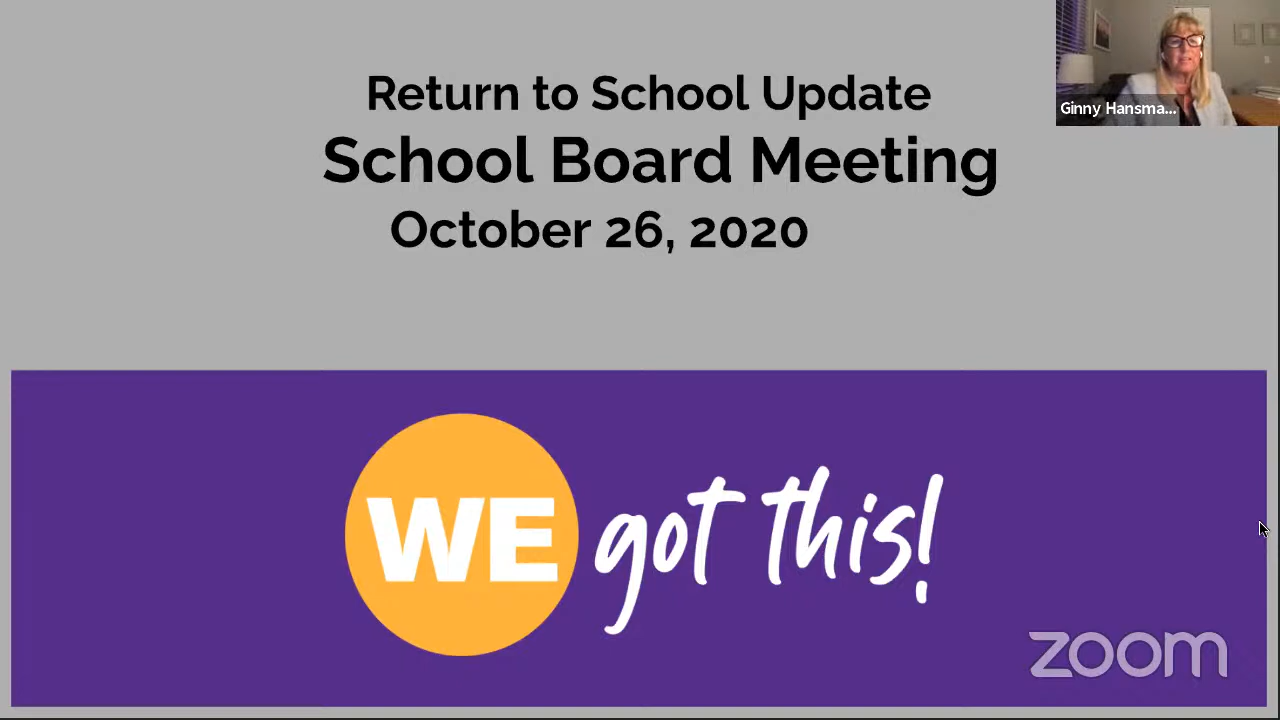 Return to School Update
School Board Meeting
October 26, 2020
Ginny Hansma...
WE got this!
zoom